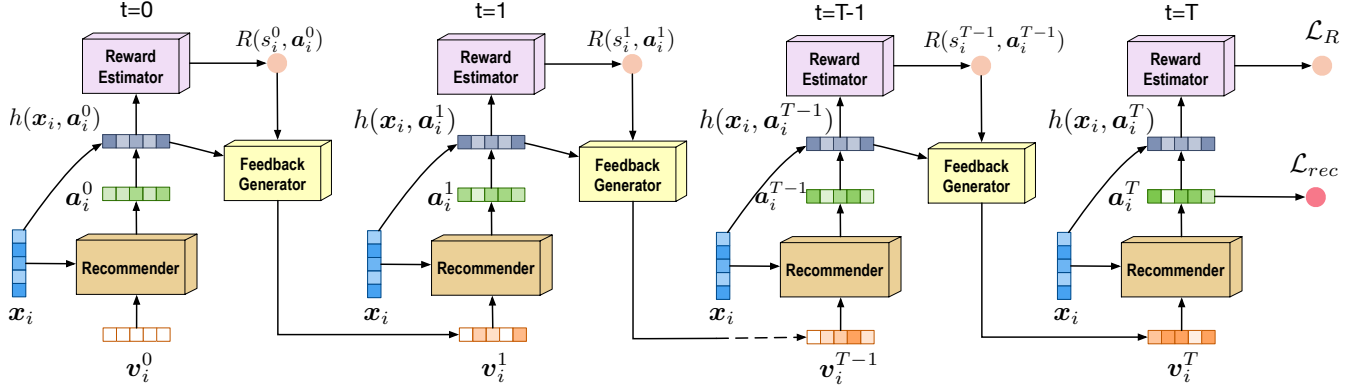 t=0
t=1
t=T-1
t=T
Reward Estimator
R(s_i^0, a_i^0)
h(x_i, a_i^0)
Feedback Generator
a_i^0
Recommender
x_i
v_i^0
Reward Estimator
R(s_i^1, a_i^1)
h(x_i, a_i^1)
Feedback Generator
a_i^1
Recommender
x_i
v_i^1
Reward Estimator
R(s_i^{T-1}, a_i^{T-1})
h(x_i, a_i^{T-1})
Feedback Generator
a_i^{T-1}
Recommender
x_i
v_i^{T-1}
Reward Estimator
ℒ_R
h(x_i, a_i^T)
a_i^T
ℒ_{rec}
Recommender
x_i
v_i^T